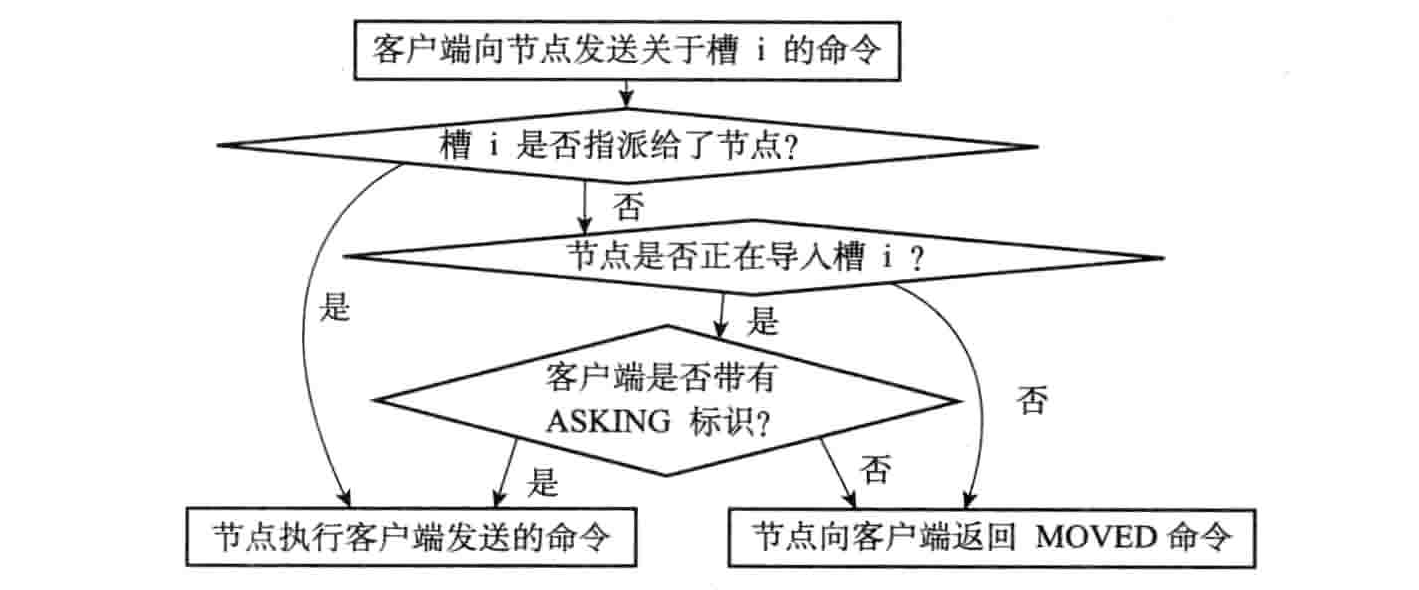 客户端向节点发送关于槽 i 的命令
槽 i 是否指派给了节点?
否
节点是否正在导入槽 i ?
是
是
客户端是否带有
ASKING 标识?
否
是
否
节点执行客户端发送的命令
节点向客户端返回 MOVED 命令